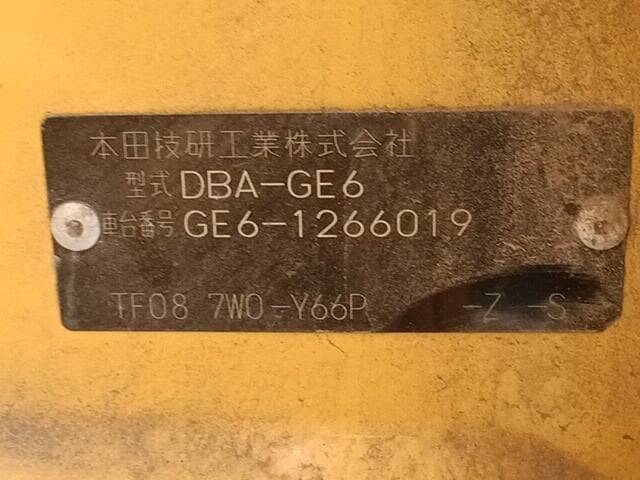 本田技研工業株式会社
型式 DBA-GE6
車台番号 GE6-1266019
TF08 7W0-Y66P -Z -S